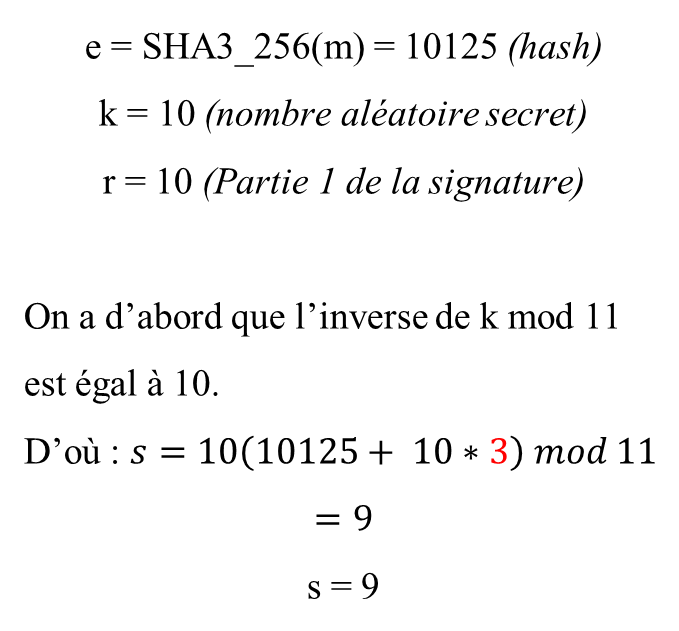 e = SHA3_256(m) = 10125 (hash)
k = 10 (nombre aléatoire secret)
r = 10 (Partie 1 de la signature)
On a d’abord que l’inverse de k mod 11
est égal à 10.
D’où : s = 10(10125 + 10 ∗ 3) mod 11
= 9
s = 9